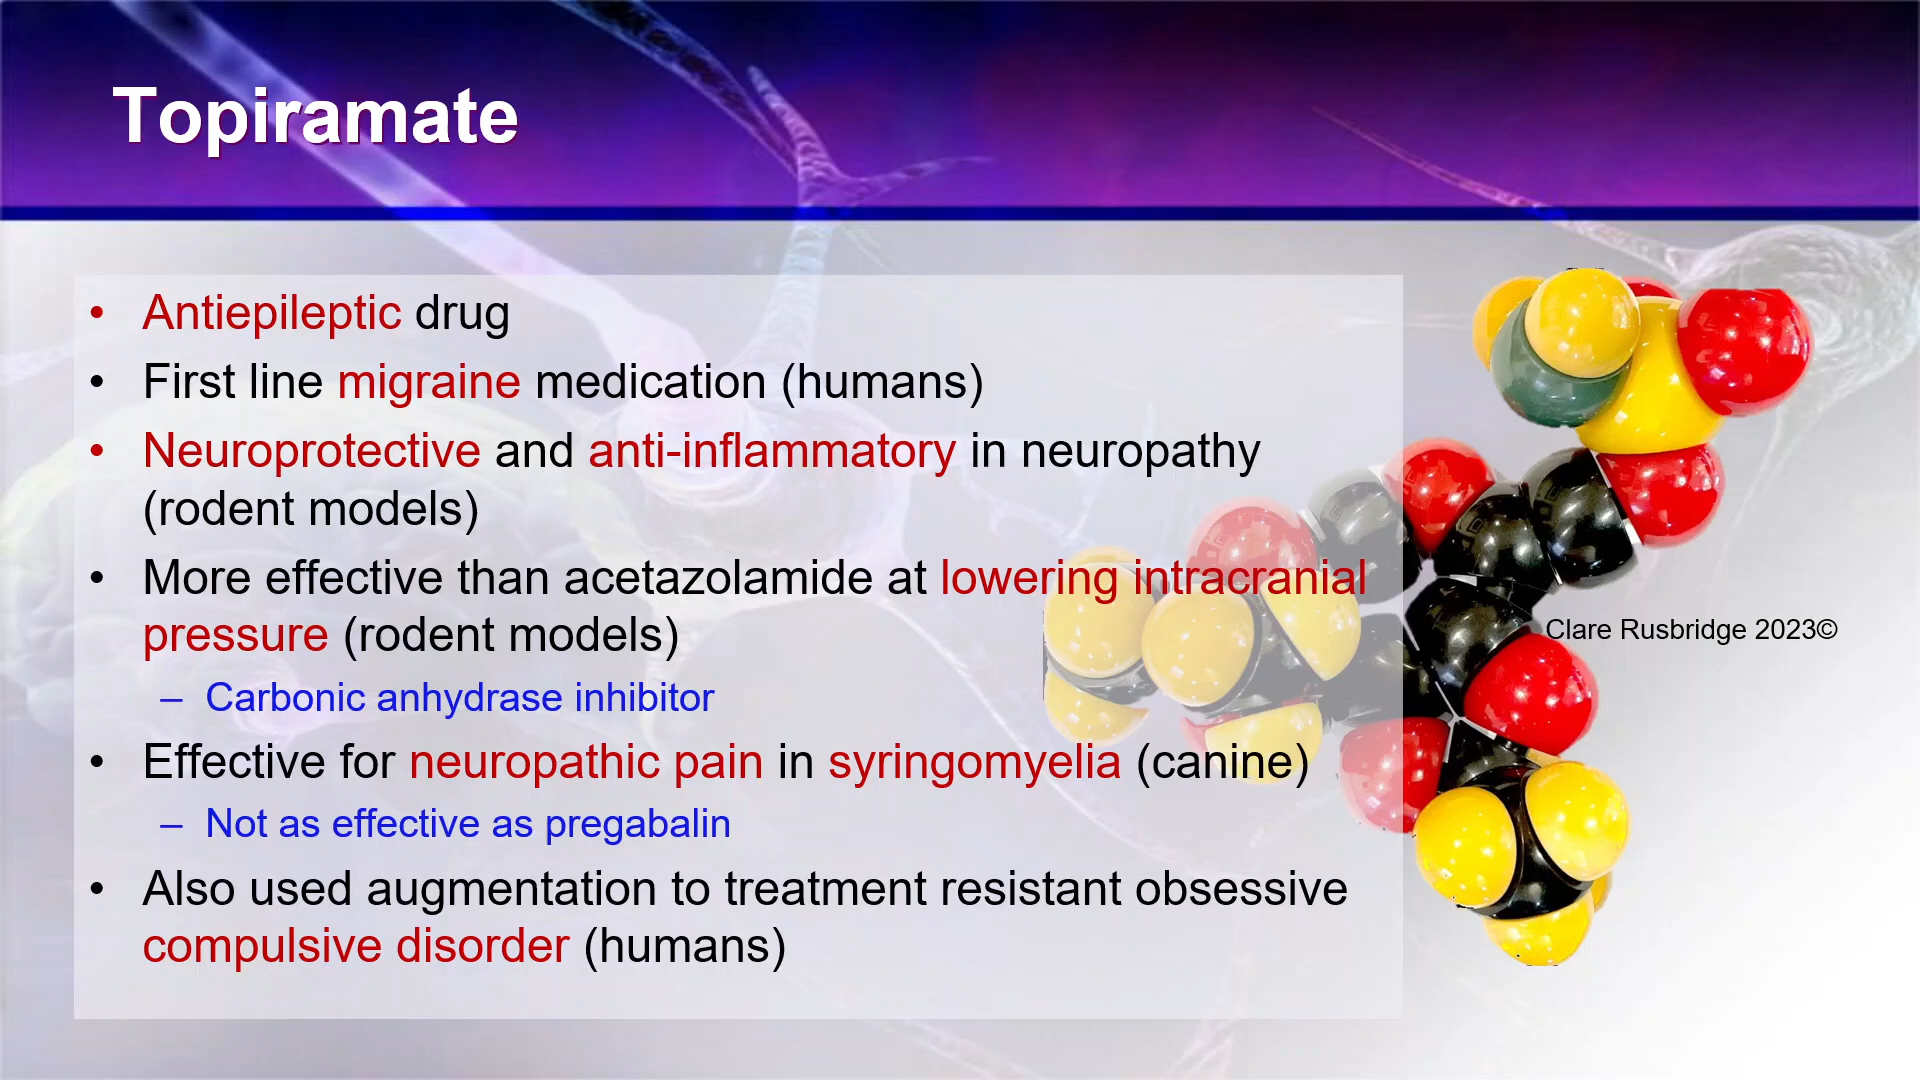 Topiramate
• Antiepileptic drug
• First line migraine medication (humans)
• Neuroprotective and anti-inflammatory in neuropathy
(rodent models)
• More effective than acetazolamide at lowering intracranial
pressure (rodent models)
– Carbonic anhydrase inhibitor
Clare Rusbridge 2023©
• Effective for neuropathic pain in syringomyelia (canine)
– Not as effective as pregabalin
• Also used augmentation to treatment resistant obsessive
compulsive disorder (humans)